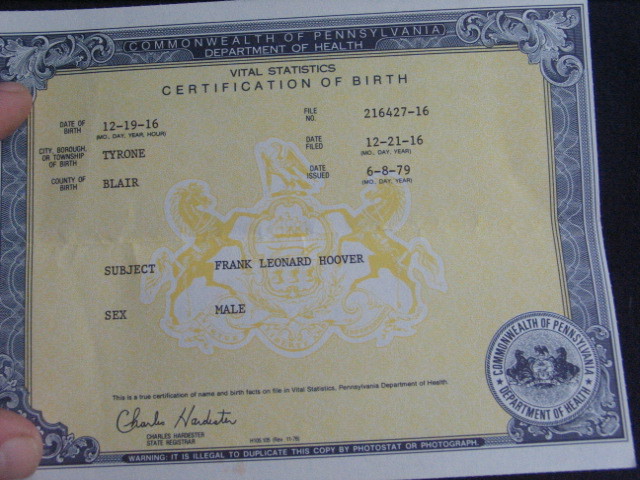 COMMONWEALTH OF PENNSYLVANIA
DEPARTMENT OF HEALTH
VITAL STATISTICS
CERTIFICATION OF BIRTH
DATE OF BIRTH 12-19-16 FILE NO. 216427-16
(MO., DAY, YEAR, HOUR)
CITY, BOROUGH, OR TOWNSHIP OF BIRTH TYRONE DATE FILED 12-21-16
(MO., DAY, YEAR)
COUNTY OF BIRTH BLAIR DATE ISSUED 6-8-79
(MO., DAY, YEAR)
SUBJECT FRANK LEONARD HOOVER
SEX MALE
COMMONWEALTH OF PENNSYLVANIA
DEPARTMENT OF HEALTH
This is a true certification of name and birth facts on file in Vital Statistics, Pennsylvania Department of Health
Charles Hardester
CHARLES HARDESTER
STATE REGISTRAR
WARNING: IT IS ILLEGAL TO DUPLICATE THIS COPY BY PHOTOSTAT OR PHOTOGRAPH.